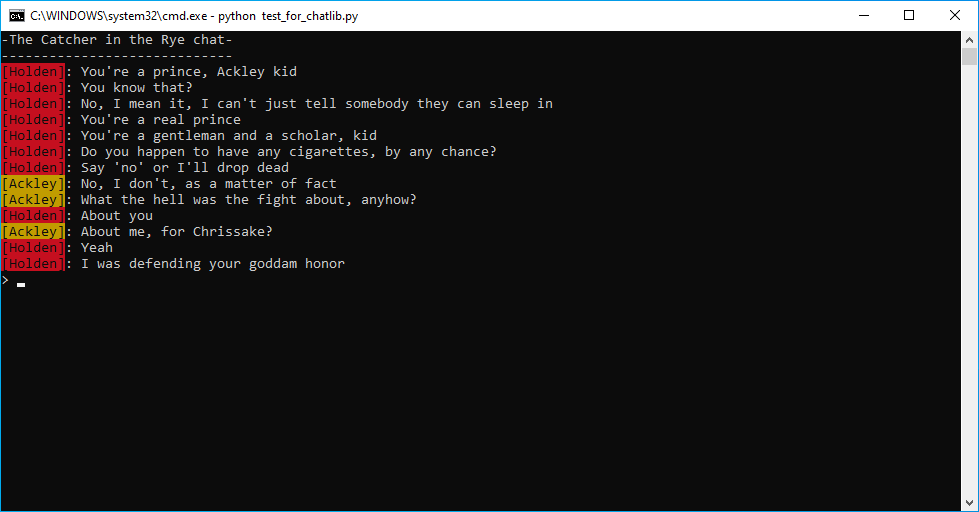 C:\WINDOWS\system32\cmd.exe - python  test_for_chatlib.py
-The Catcher in the Rye chat-
-----------------------------
[Holden]: You're a prince, Ackley kid
[Holden]: You know that?
[Holden]: No, I mean it, I can't just tell somebody they can sleep in
[Holden]: You're a real prince
[Holden]: You're a gentleman and a scholar, kid
[Holden]: Do you happen to have any cigarettes, by any chance?
[Holden]: Say 'no' or I'll drop dead
[Ackley]: No, I don't, as a matter of fact
[Ackley]: What the hell was the fight about, anyhow?
[Holden]: About you
[Ackley]: About me, for Chrissake?
[Holden]: Yeah
[Holden]: I was defending your goddam honor
>